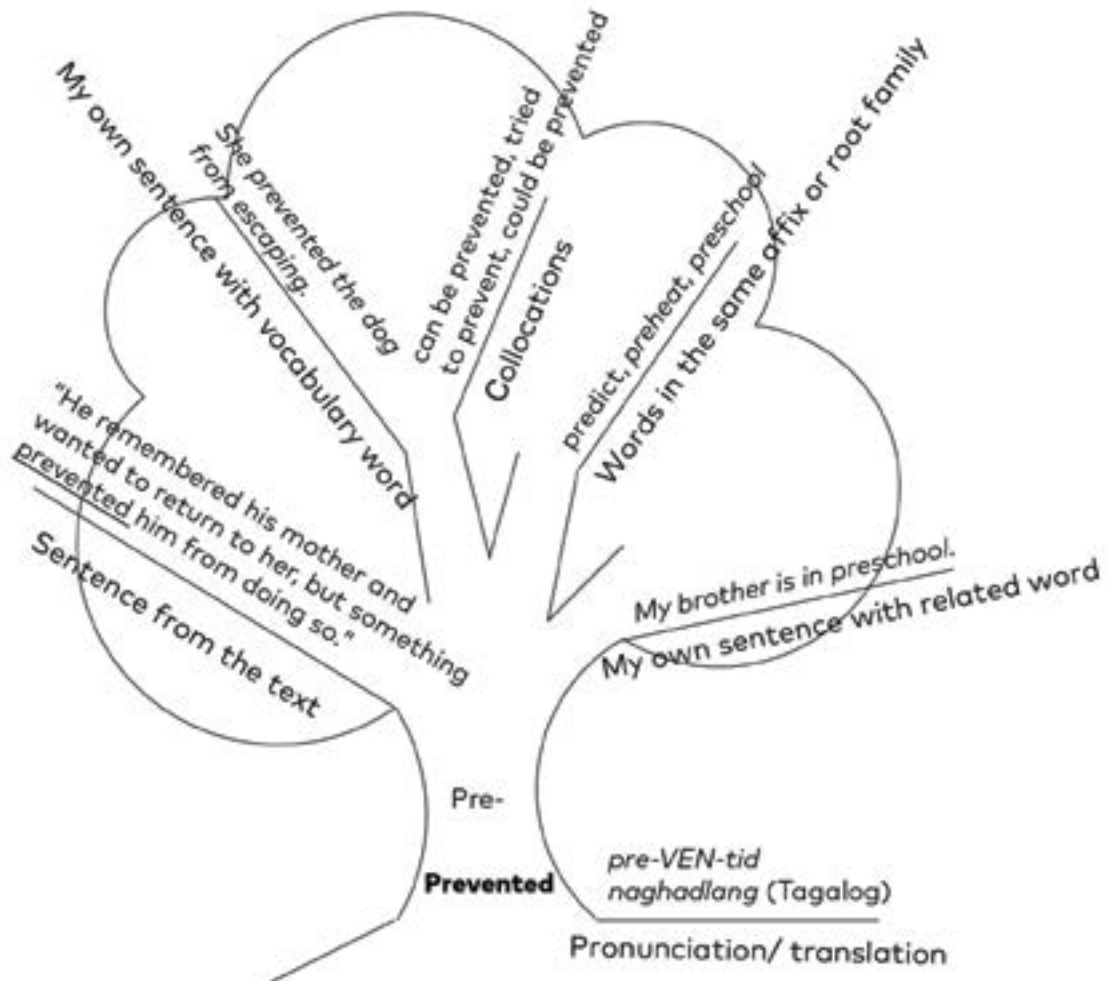 My own sentence with vocabulary word
She prevented the dog
from escaping.
can be prevented, tried
to prevent, could be prevented
Collocations
predict, preheat, preschool
Words in the same affix or root family
"He remembered his mother and
wanted to return to her, but something
prevented him from doing so."
Sentence from the text
My brother is in preschool.
My own sentence with related word
Pre-
Prevented
pre-VEN-tid
naghadlang (Tagalog)
Pronunciation/ translation